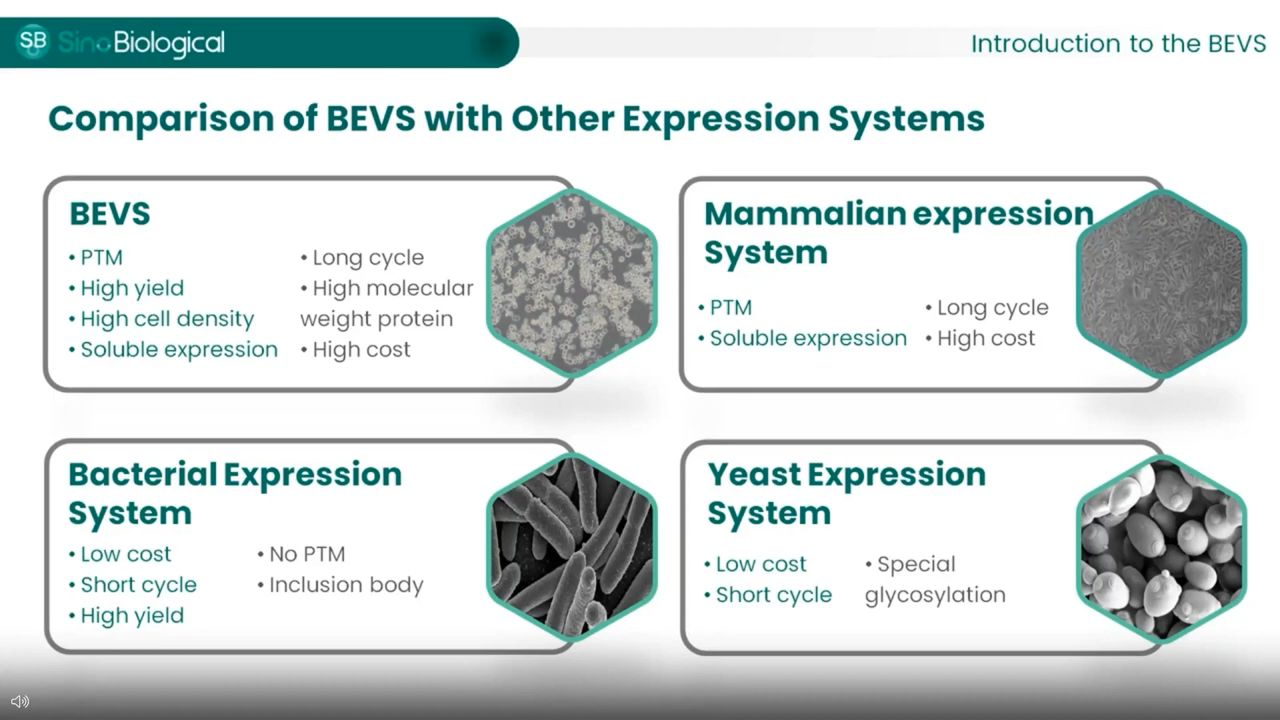 SB SinoBiological
Introduction to the BEVS
Comparison of BEVS with Other Expression Systems
BEVS
• PTM
• High yield
• High cell density
• Soluble expression
• Long cycle
• High molecular
weight protein
• High cost
Mammalian expression
System
• PTM
• Soluble expression
• Long cycle
• High cost
Bacterial Expression
System
• Low cost
• Short cycle
• High yield
• No PTM
• Inclusion body
Yeast Expression
System
• Low cost
• Short cycle
• Special
glycosylation